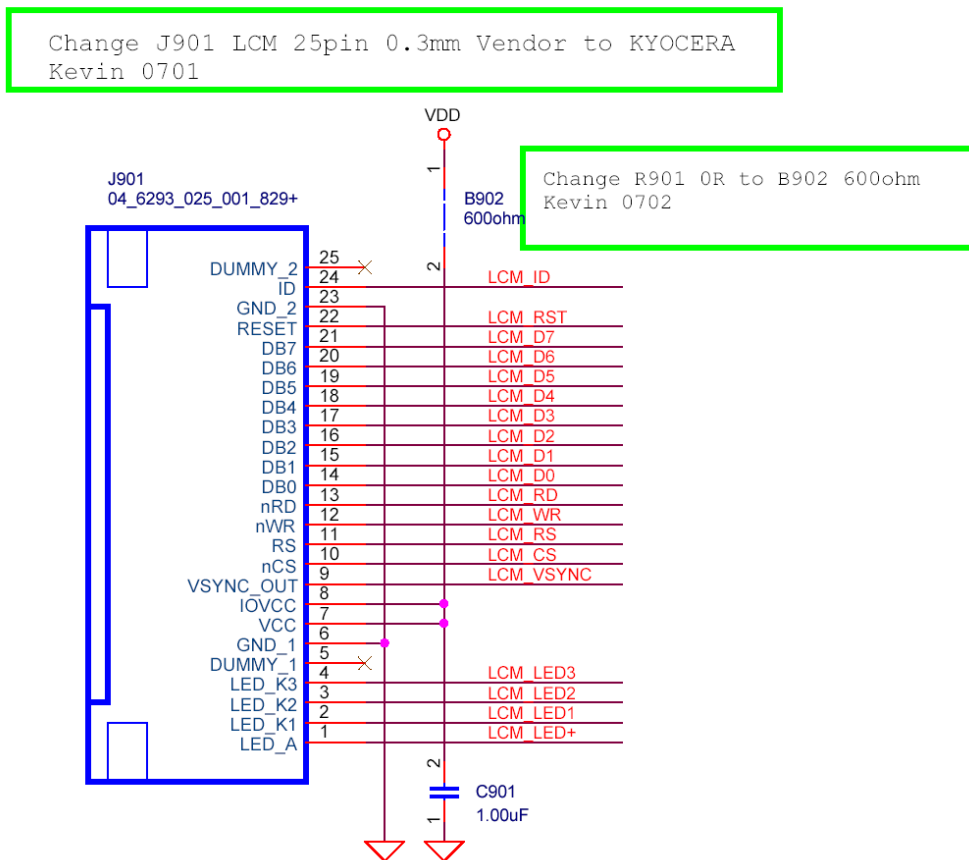 Change J901 LCM 25pin 0.3mm Vendor to KYOCERA
Kevin 0701
VDD
1
Change R901 0R to B902 600ohm
Kevin 0702
J901
04_6293_025_001_829+
B902
600ohm
2
DUMMY_2 25
ID 24 LCM_ID
GND_2 23
RESET 22 LCM_RST
DB7 21 LCM_D7
DB6 20 LCM_D6
DB5 19 LCM_D5
DB4 18 LCM_D4
DB3 17 LCM_D3
DB2 16 LCM_D2
DB1 15 LCM_D1
DB0 14 LCM_D0
nRD 13 LCM_RD
nWR 12 LCM_WR
RS 11 LCM_RS
nCS 10 LCM_CS
VSYNC_OUT 9 LCM_VSYNC
IOVCC 8
VCC 7
GND_1 6
DUMMY_1 5
LED_K3 4 LCM_LED3
LED_K2 3 LCM_LED2
LED_K1 2 LCM_LED1
LED_A 1 LCM_LED+
2
C901
1.00uF
1